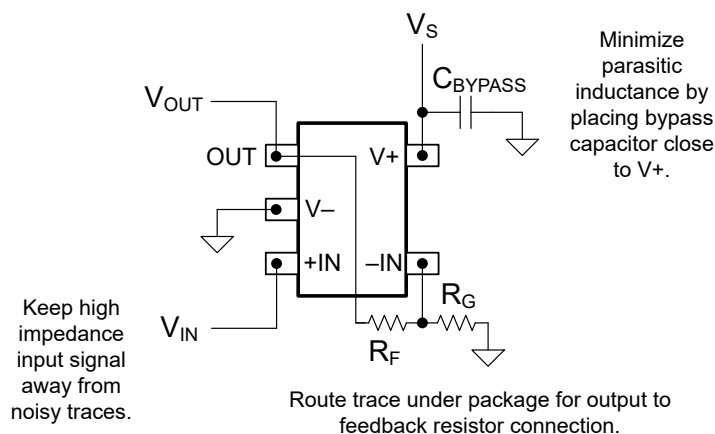 V_S
Minimize
parasitic
inductance by
placing bypass
capacitor close
to V+.
C_BYPASS
V_OUT
OUT
V+
V–
+IN
–IN
Keep high
impedance
input signal
away from
noisy traces.
V_IN
R_F
R_G
Route trace under package for output to
feedback resistor connection.